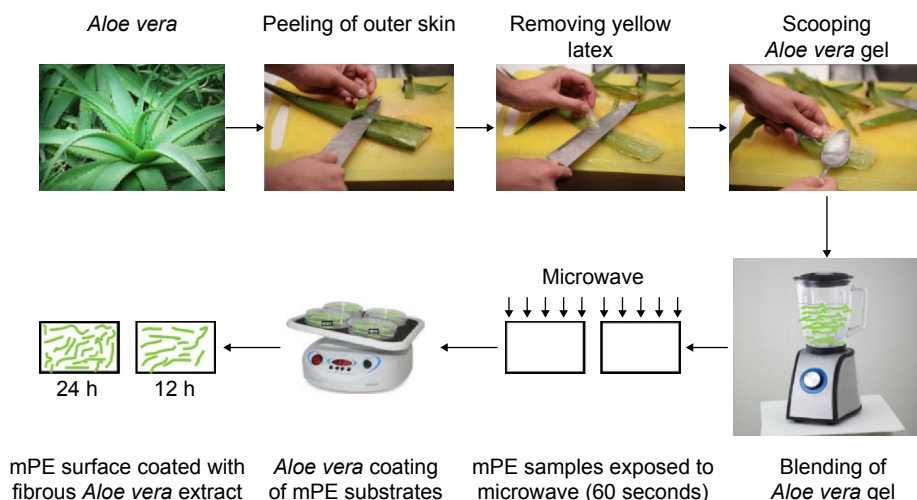 Aloe vera
Peeling of outer skin
Removing yellow
latex
Scooping
Aloe vera gel
Microwave
24 h
12 h
mPE surface coated with
fibrous Aloe vera extract
Aloe vera coating
of mPE substrates
mPE samples exposed to
microwave (60 seconds)
Blending of
Aloe vera gel